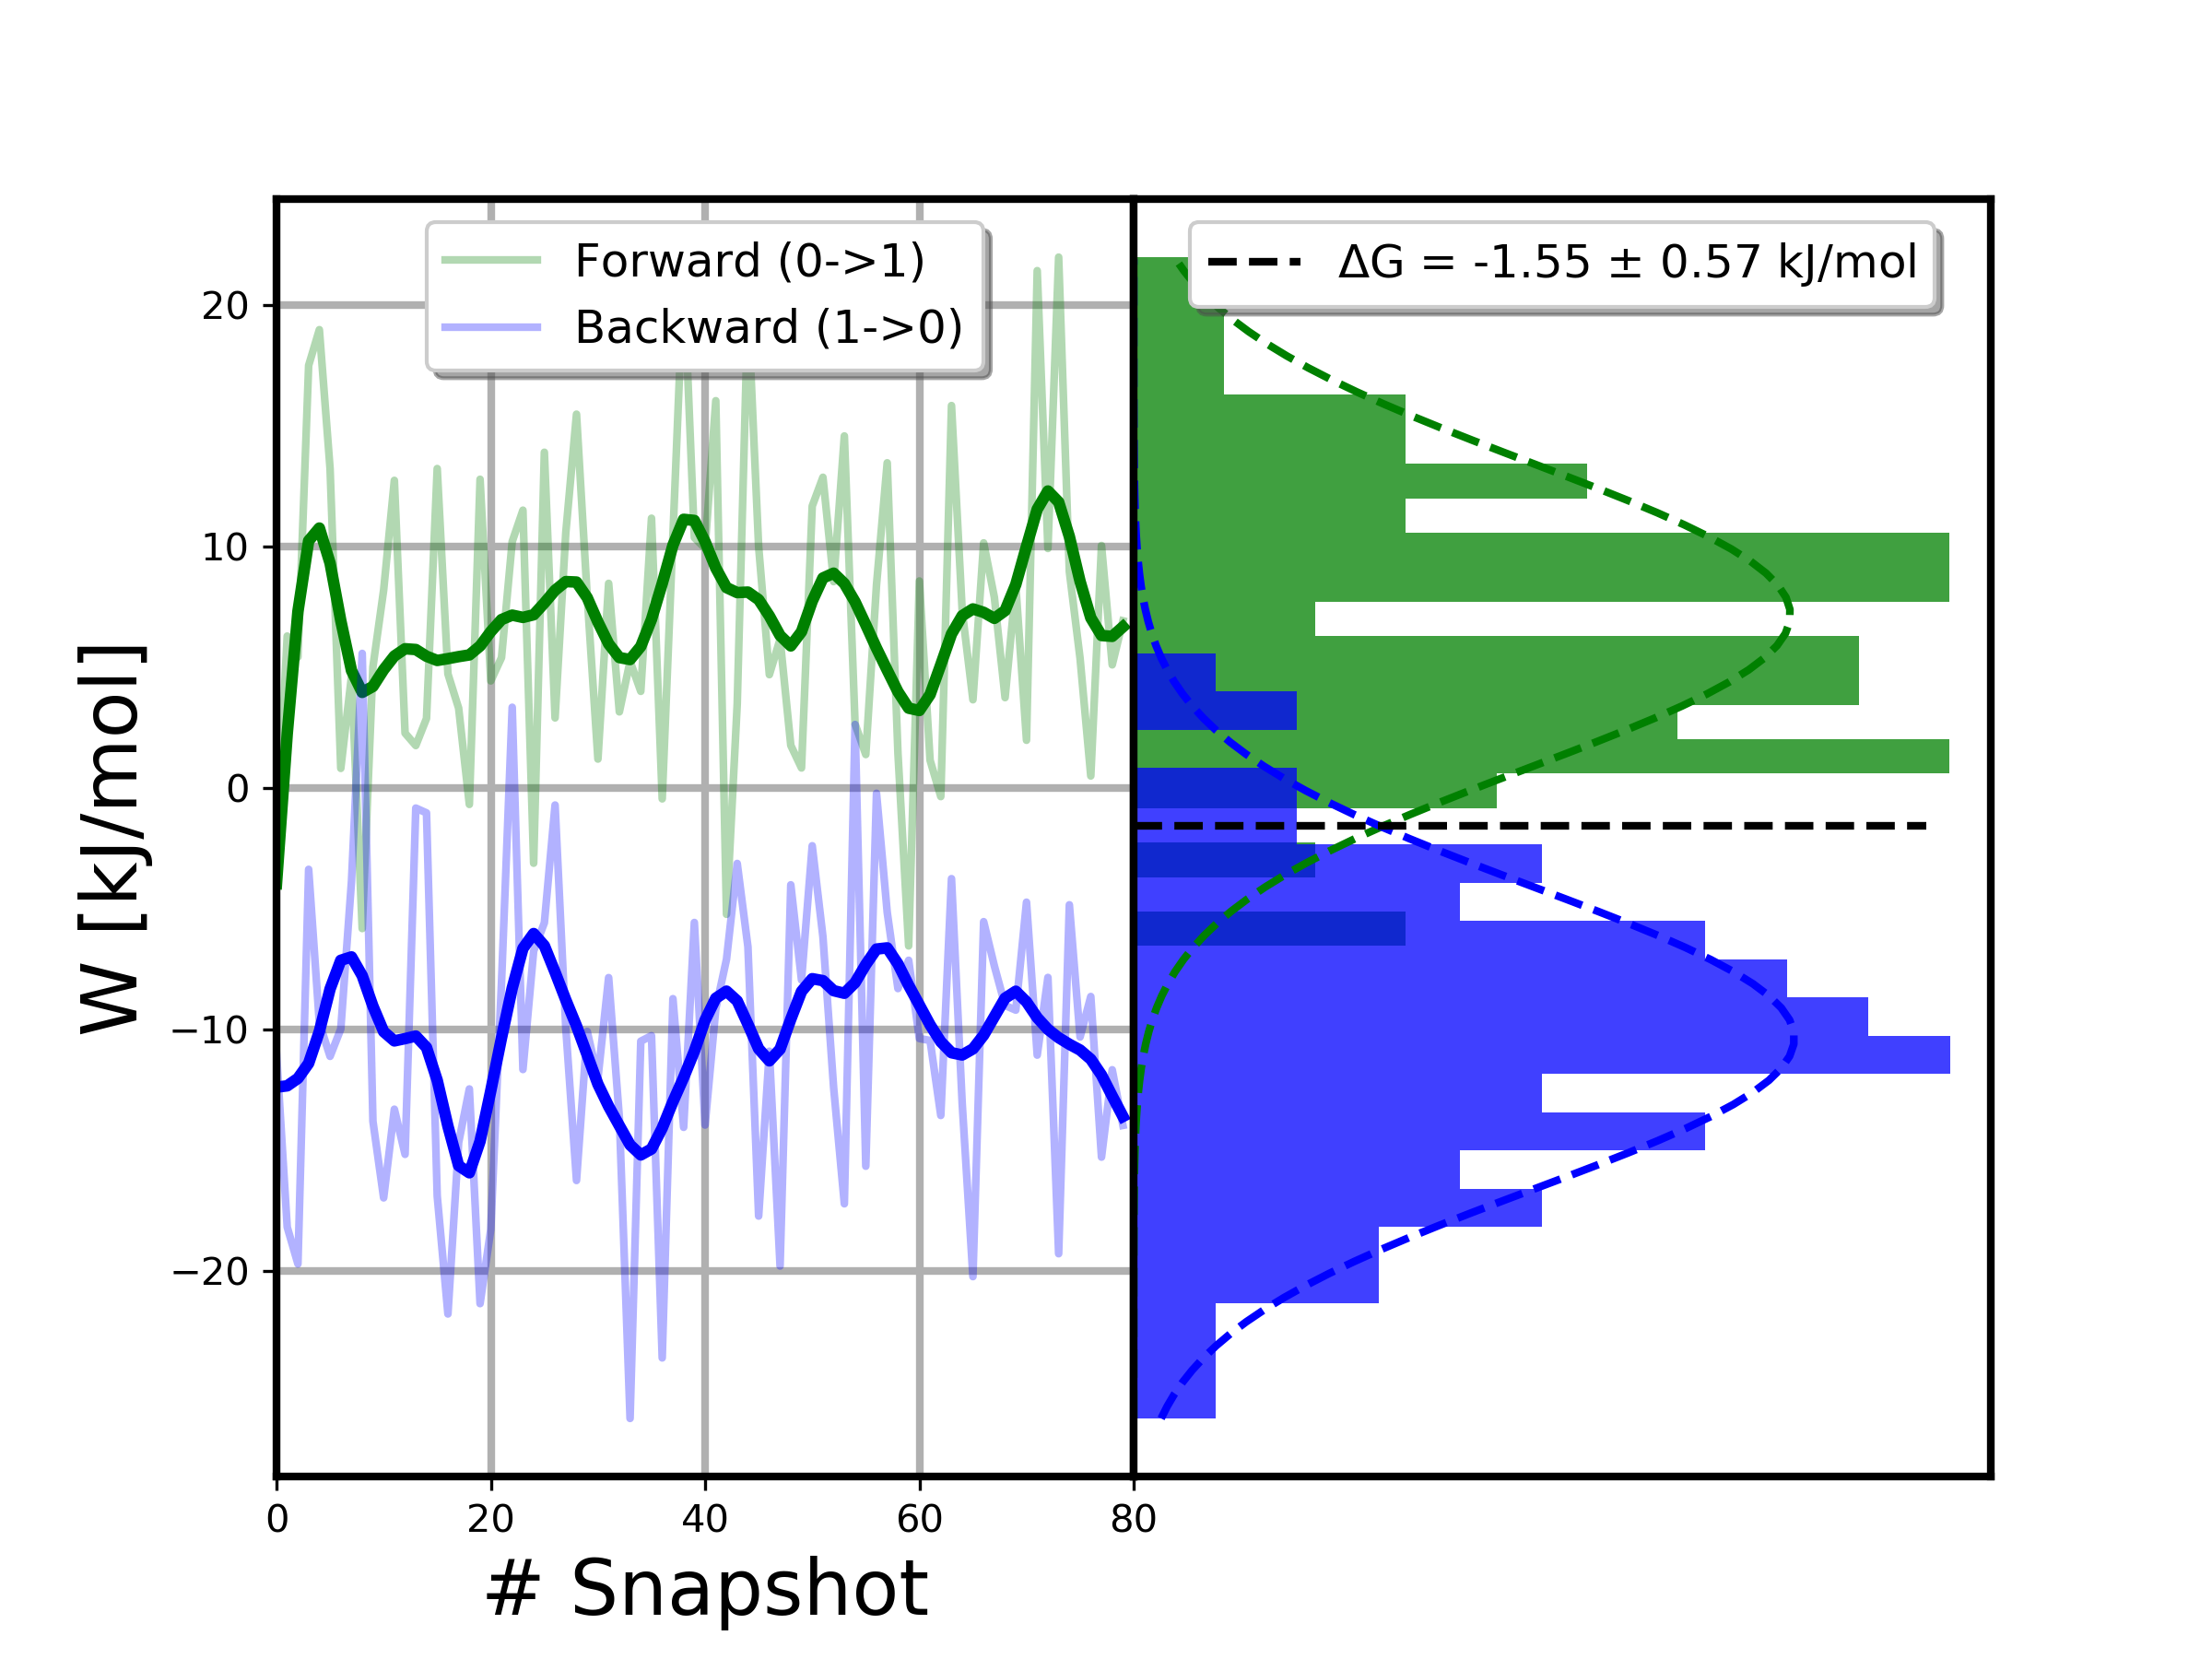 Forward (0->1)
Backward (1->0)
ΔG = -1.55 ± 0.57 kJ/mol
W [kJ/mol]
20
10
0
−10
−20
0 20 40 60 80
# Snapshot